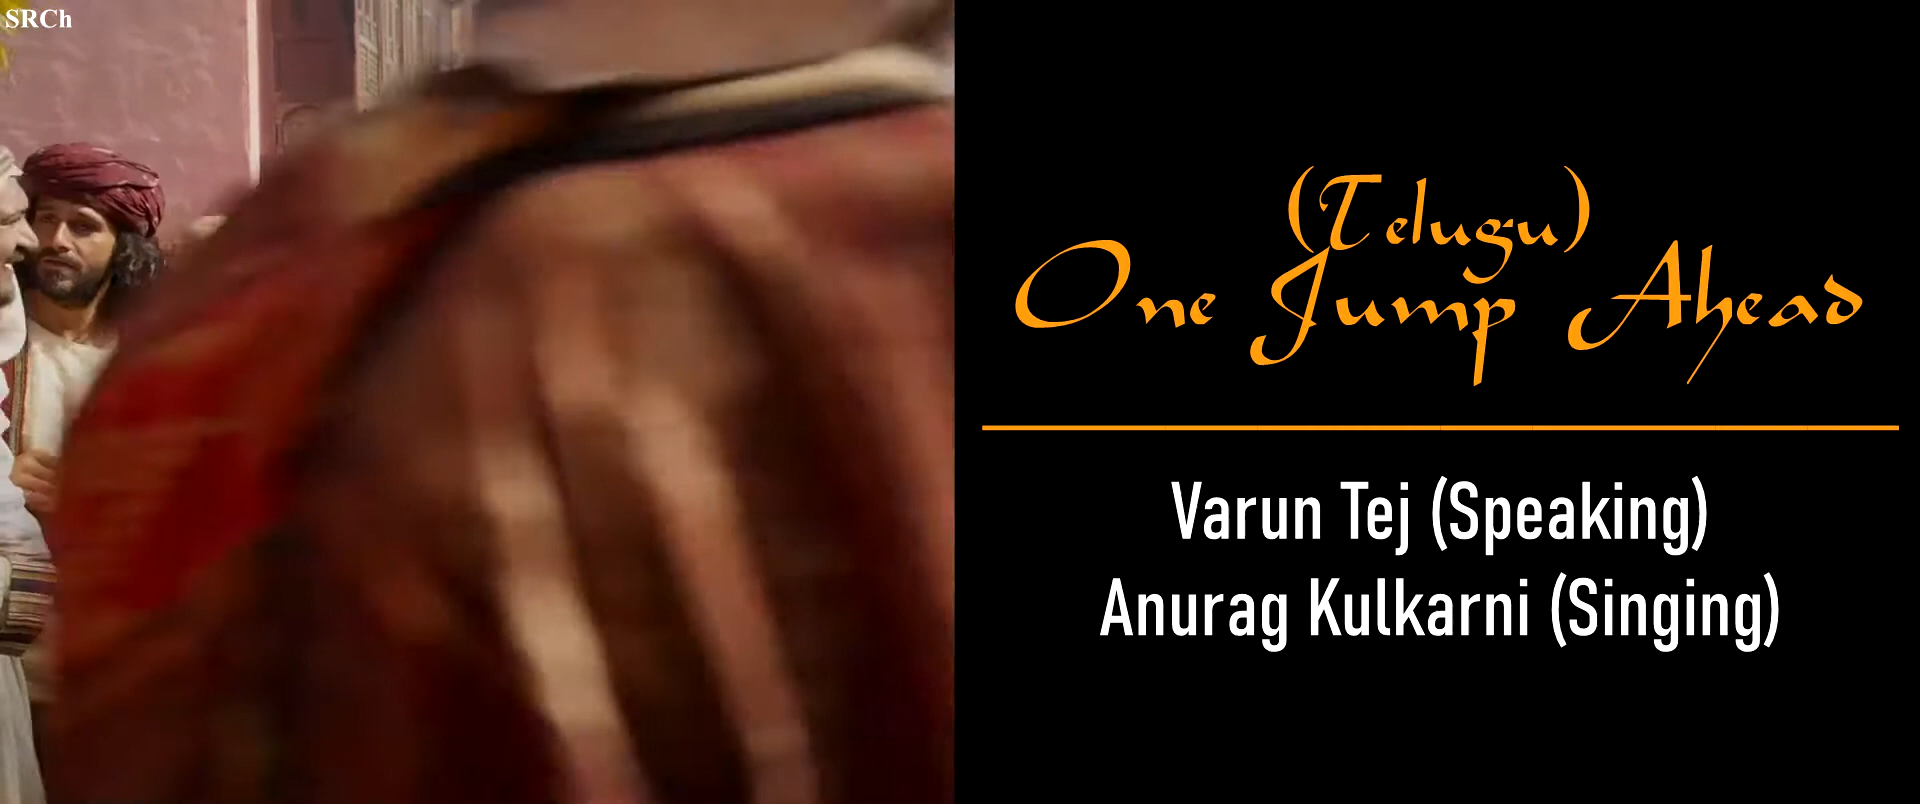 SRCh
(Telugu)
One Jump Ahead
Varun Tej (Speaking)
Anurag Kulkarni (Singing)